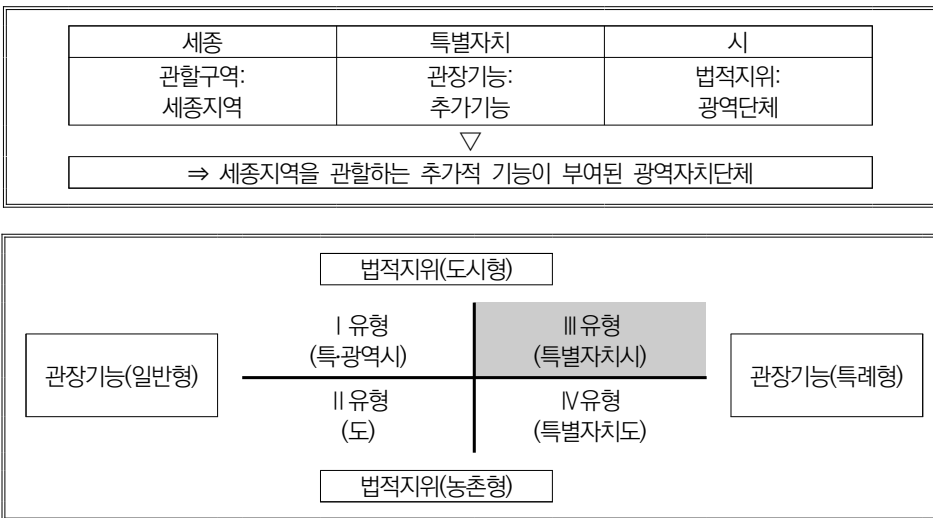 세종 특별자치 시
관할구역: 관장기능: 법적지위:
세종지역 추가기능 광역단체
▽
⇒ 세종지역을 관할하는 추가적 기능이 부여된 광역자치단체
법적지위(도시형)
Ⅰ유형 Ⅲ유형
(특·광역시) (특별자치시)
관장기능(일반형) 관장기능(특례형)
Ⅱ유형 Ⅳ유형
(도) (특별자치도)
법적지위(농촌형)